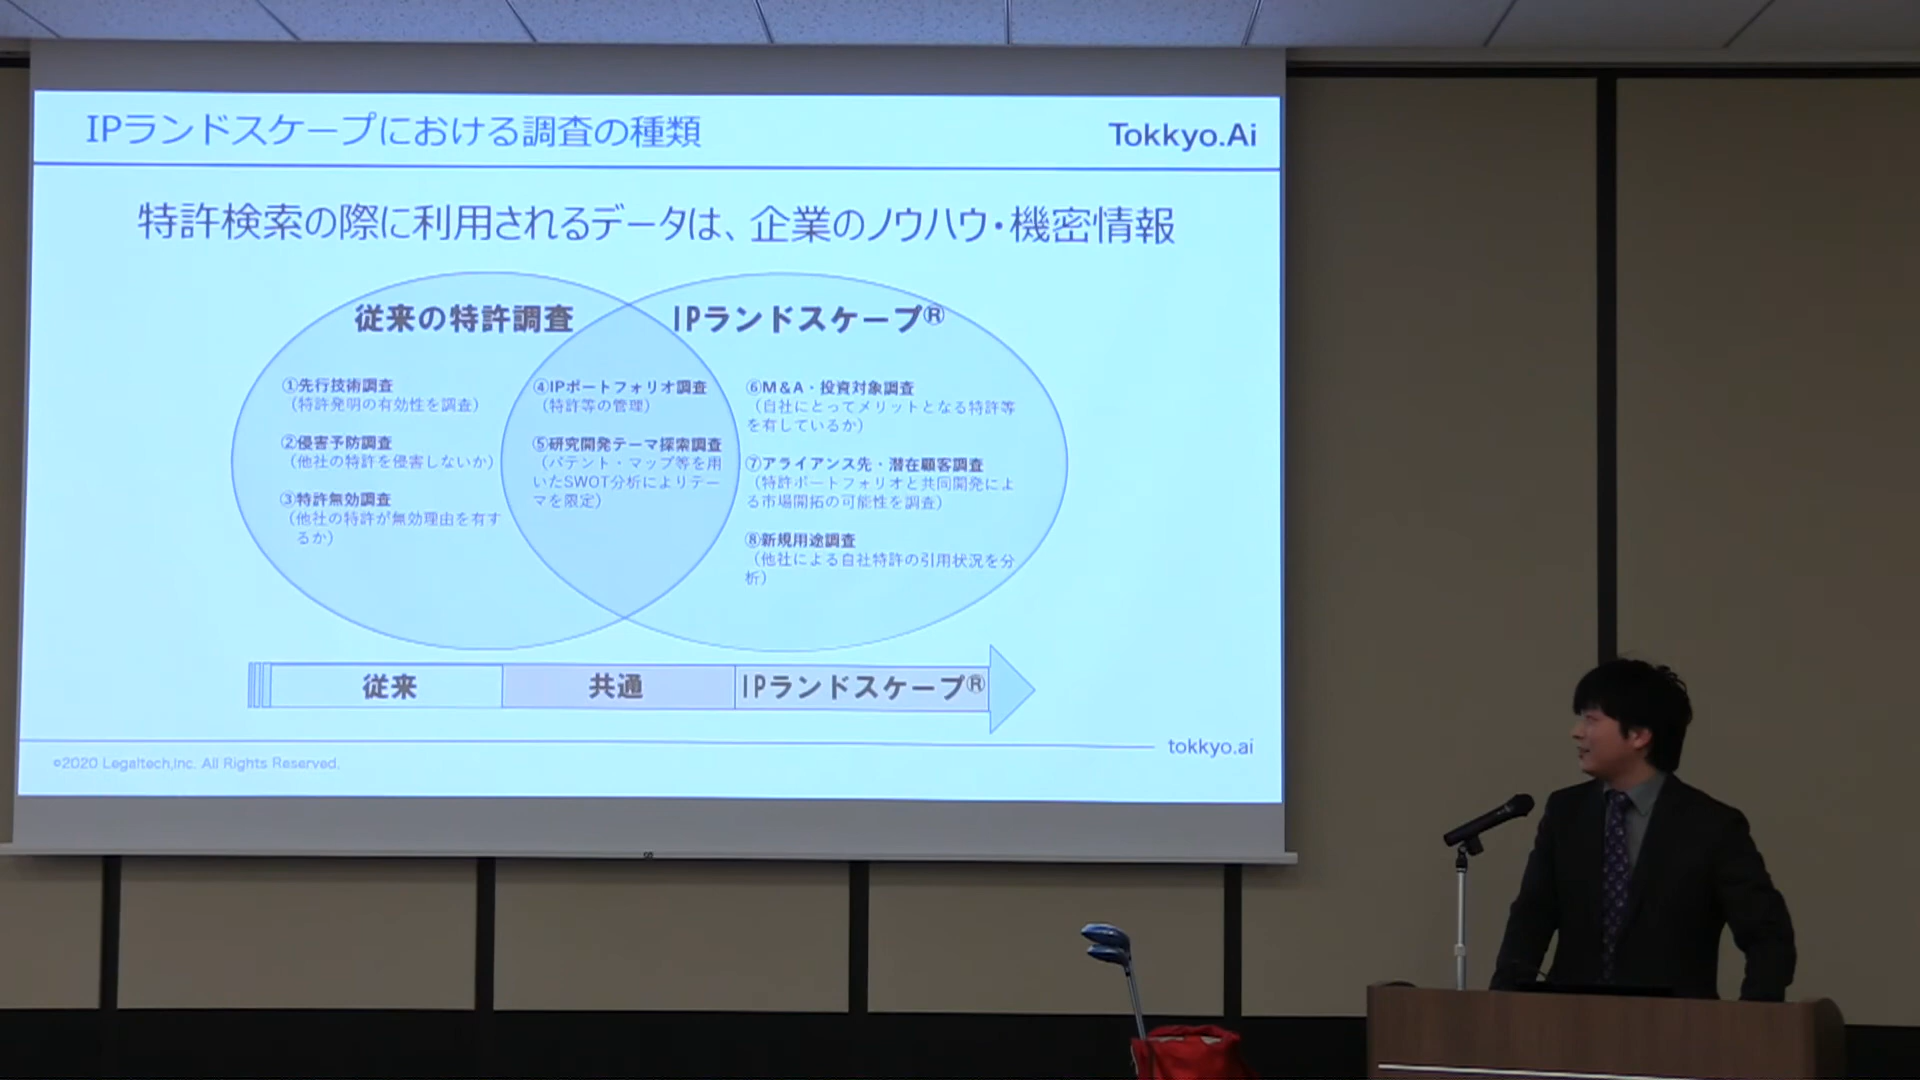 IPランドスケープにおける調査の種類
Tokkyo.Ai
特許検索の際に利用されるデータは、企業のノウハウ・機密情報
従来の特許調査
①先行技術調査
（特許発明の有効性を調査）
②侵害予防調査
（他社の特許を侵害しないか）
③特許無効調査
（他社の特許が無効理由を有す
るか）
④IPポートフォリオ調査
（特許等の管理）
⑤研究開発テーマ探索調査
（パテント・マップ等を用
いたSWOT分析によりテー
マを限定）
IPランドスケープ®
⑥M&A・投資対象調査
（自社にとってメリットとなる特許等
を有しているか）
⑦アライアンス先・潜在顧客調査
（特許ポートフォリオと共同開発によ
る市場開拓の可能性を調査）
⑧新規用途調査
（他社による自社特許の引用状況を分
析）
従来
共通
IPランドスケープ®
©2020 Legaltech,Inc. All Rights Reserved.
tokkyo.ai